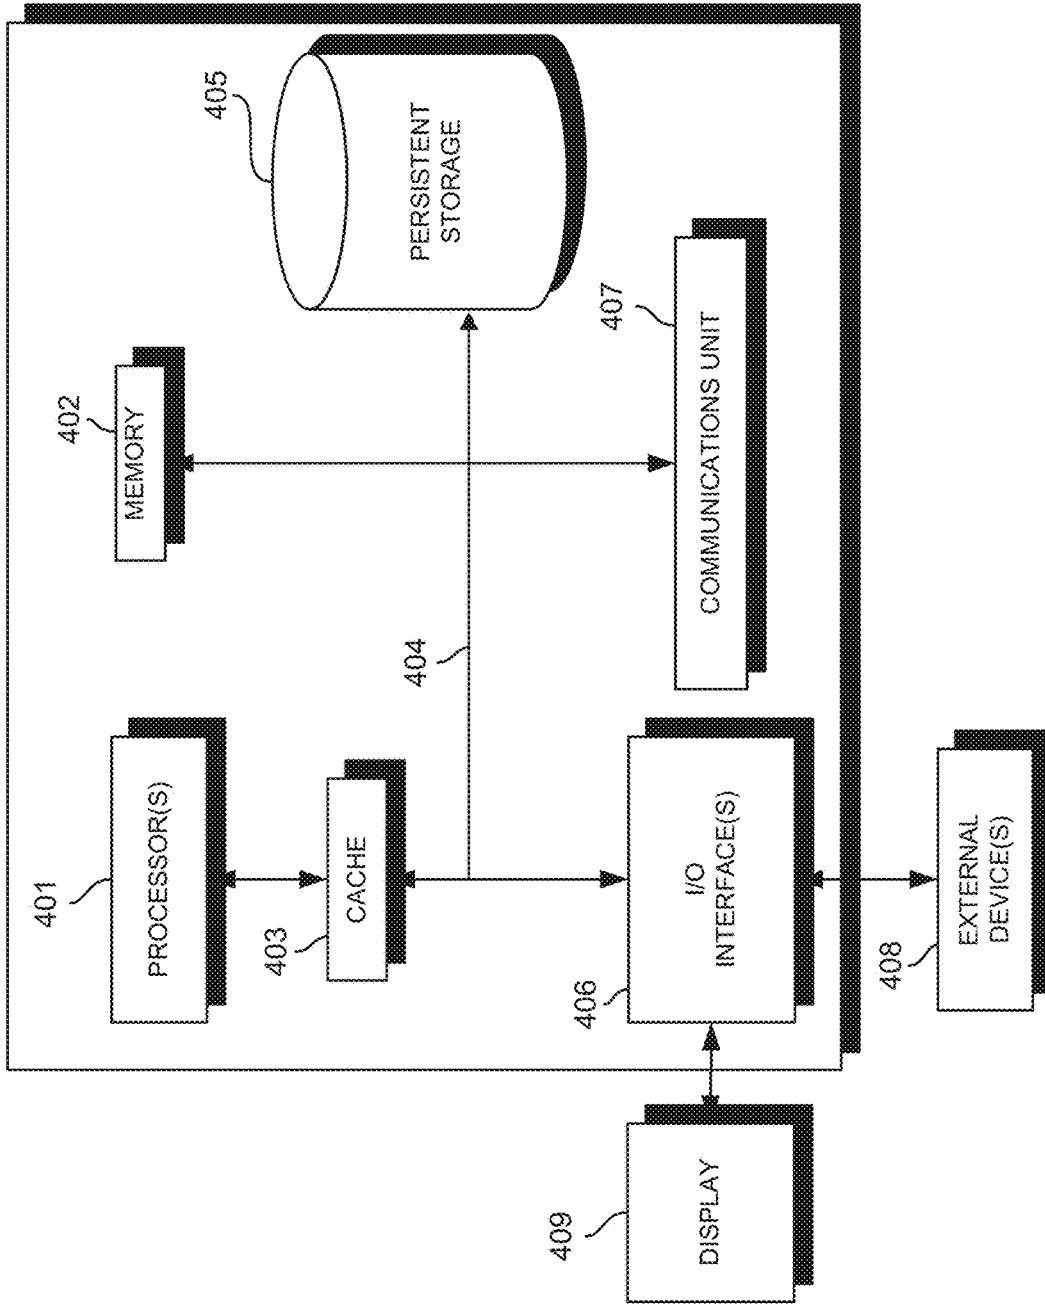 402
MEMORY
405
PERSISTENT
STORAGE
401
PROCESSOR(S)
403
CACHE
404
407
COMMUNICATIONS UNIT
406
I/O
INTERFACE(S)
409
DISPLAY
408
EXTERNAL
DEVICE(S)